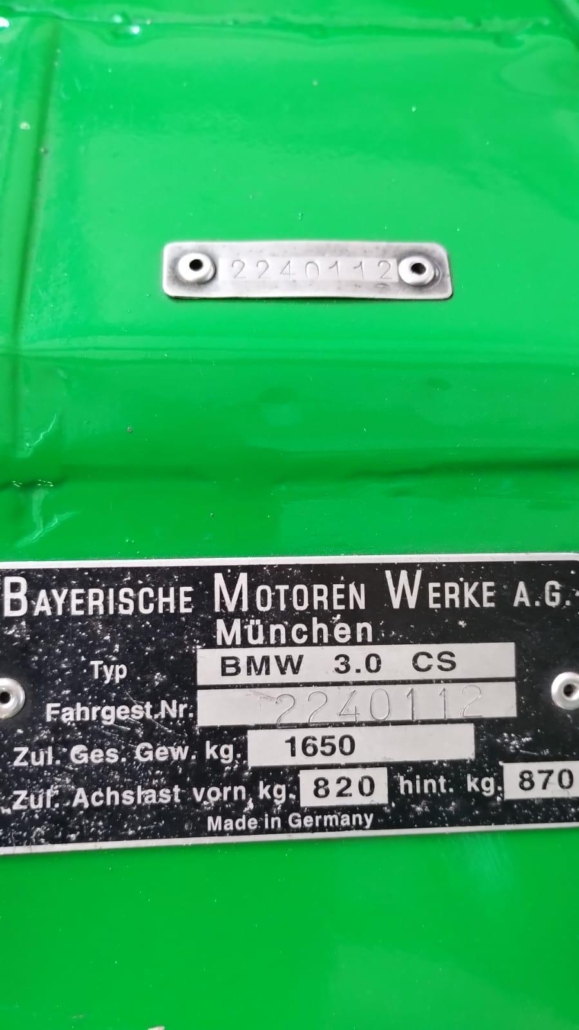 2240112
BAYERISCHE MOTOREN WERKE A.G.
München
Typ BMW 3.0 CS
Fahrgest.Nr. 2240112
Zul. Ges. Gew. kg. 1650
Zul. Achslast vorn kg. 820 hint. kg. 870
Made in Germany